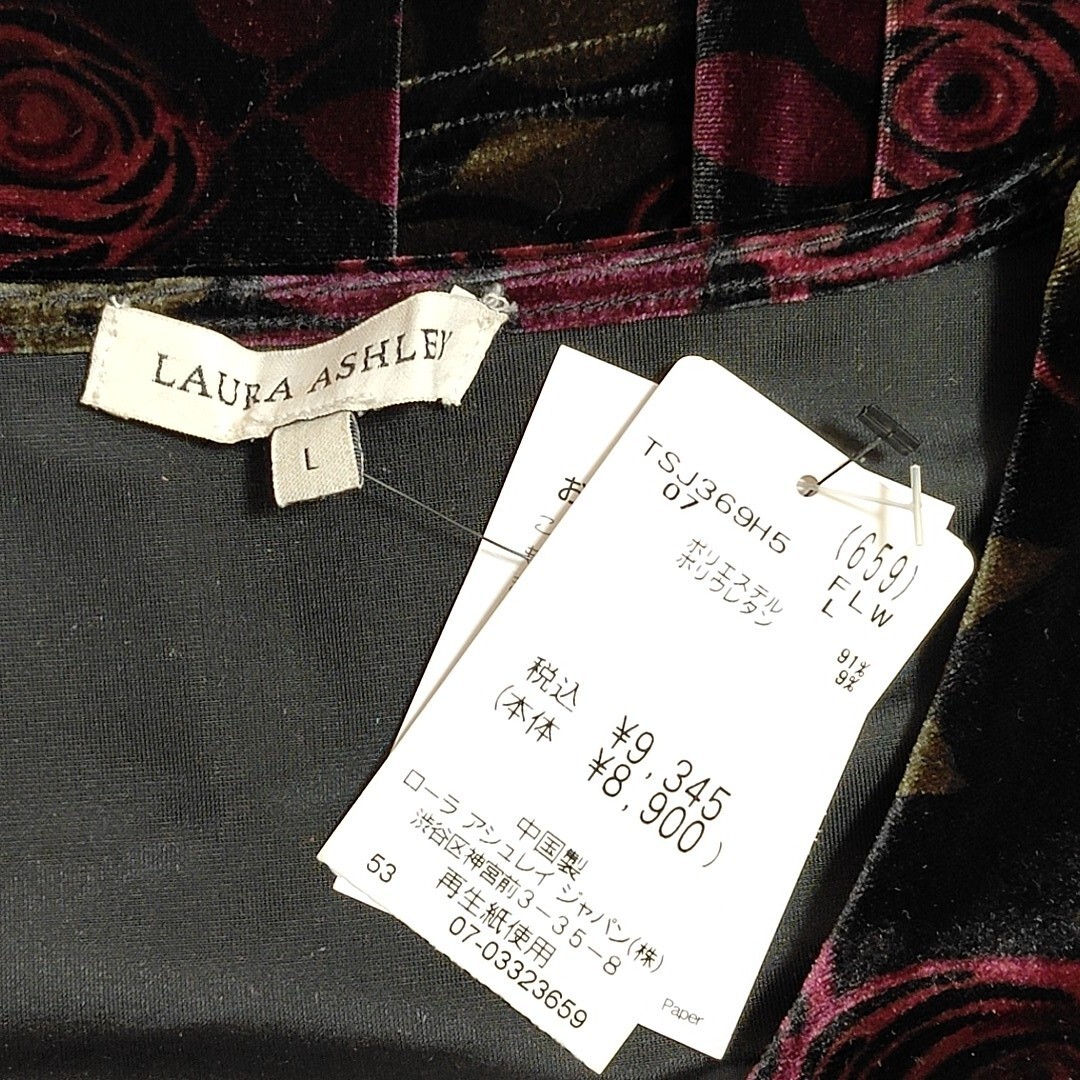 LAURA ASHLEY
L
お
こ
TSJ369H5 (659)
07 FLW
L
ポリエステル 91%
ポリウレタン 9%
税込 ¥9,345
(本体 ¥8,900)
中国製
ローラ アシュレイ ジャパン(株)
渋谷区神宮前3-35-8
53 再生紙使用
07-03323659
Paper